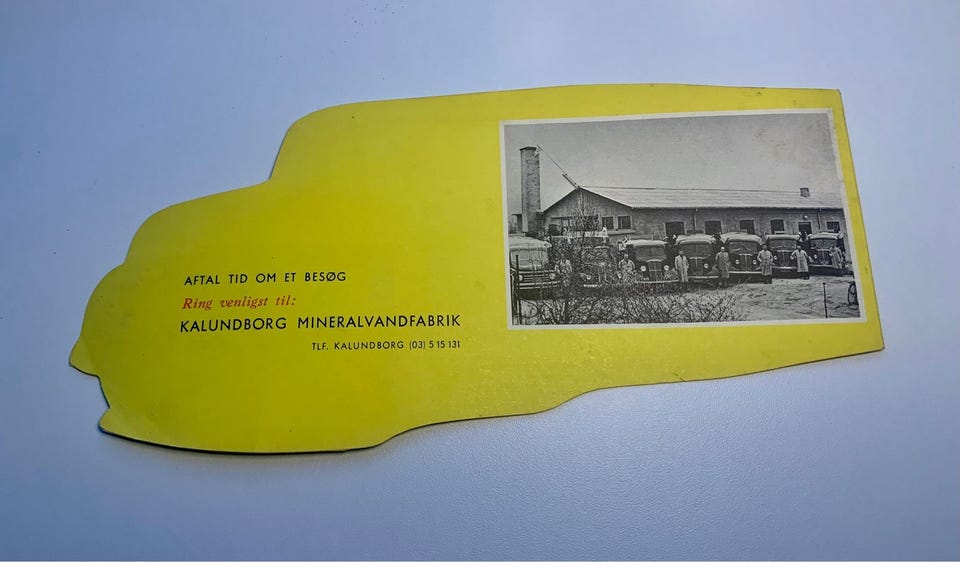 AFTAL TID OM ET BESØG
Ring venligst til:
KALUNDBORG MINERALVANDFABRIK
TLF. KALUNDBORG (03) 5 15 131